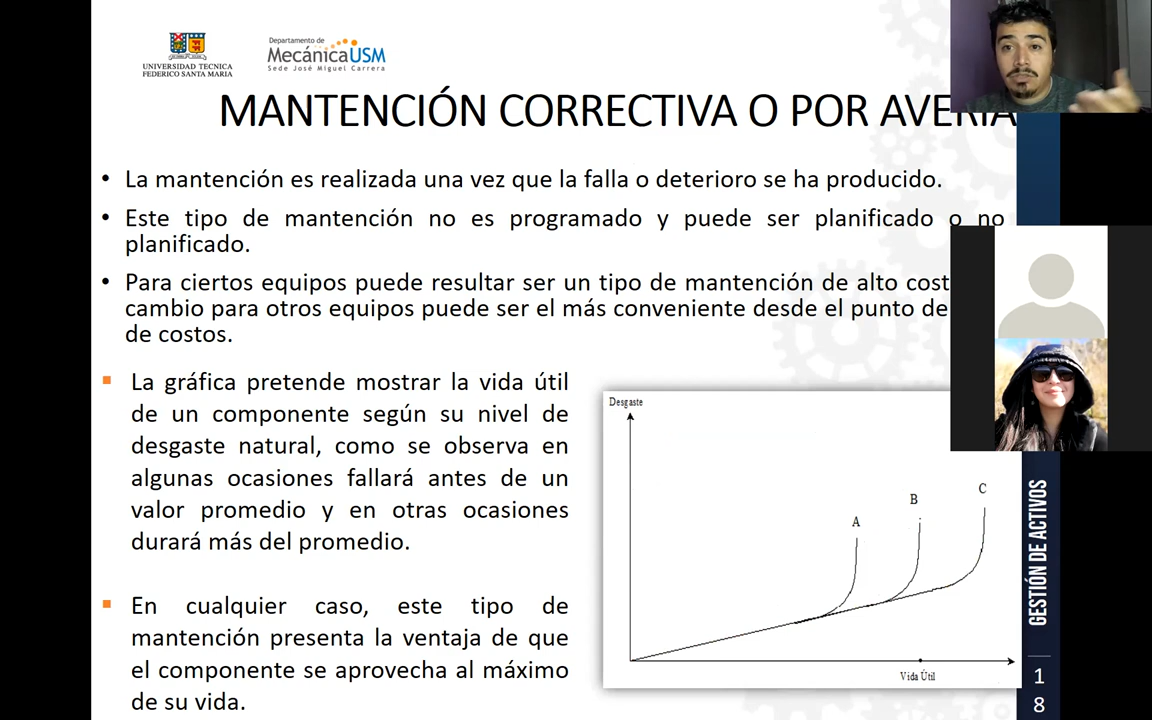 UNIVERSIDAD TECNICA
FEDERICO SANTA MARIA
Departamento de
MecánicaUSM
Sede José Miguel Carrera
MANTENCIÓN CORRECTIVA O POR AVERÍA
• La mantención es realizada una vez que la falla o deterioro se ha producido.
• Este tipo de mantención no es programado y puede ser planificado o no
planificado.
• Para ciertos equipos puede resultar ser un tipo de mantención de alto cost
cambio para otros equipos puede ser el más conveniente desde el punto de
de costos.
La gráfica pretende mostrar la vida útil
de un componente según su nivel de
desgaste natural, como se observa en
algunas ocasiones fallará antes de un
valor promedio y en otras ocasiones
durará más del promedio.
En cualquier caso, este tipo de
mantención presenta la ventaja de que
el componente se aprovecha al máximo
de su vida.
Desgaste
A
B
C
Vida Útil
GESTIÓN DE ACTIVOS
1
8